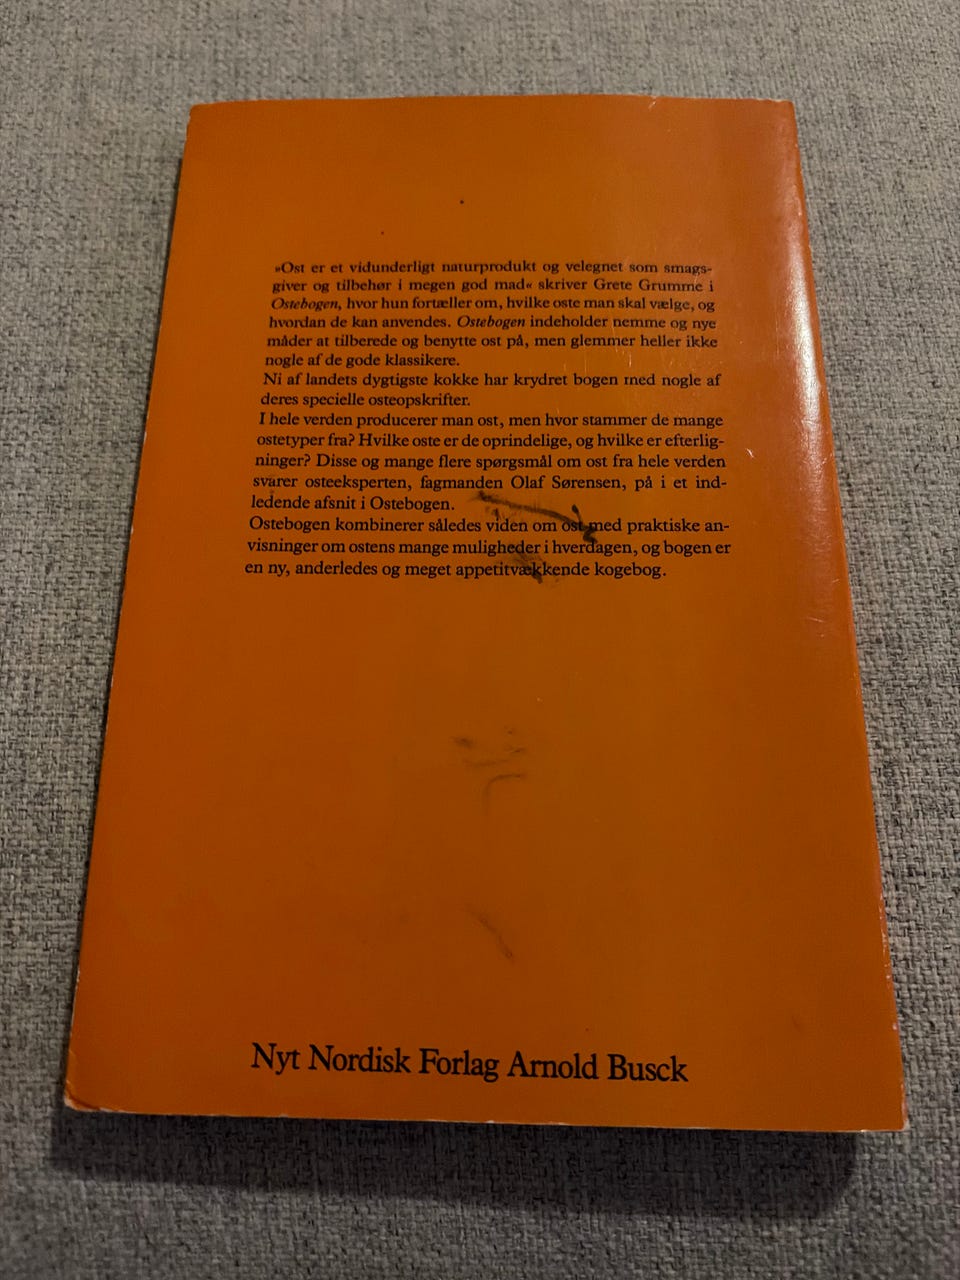 »Ost er et vidunderligt naturprodukt og velegnet som smags-
giver og tilbehør i megen god mad« skriver Grete Grumme i
Ostebogen, hvor hun fortæller om, hvilke oste man skal vælge, og
hvordan de kan anvendes. Ostebogen indeholder nemme og nye
måder at tilberede og benytte ost på, men glemmer heller ikke
nogle af de gode klassikere.
Ni af landets dygtigste kokke har krydret bogen med nogle af
deres specielle osteopskrifter.
I hele verden producerer man ost, men hvor stammer de mange
ostetyper fra? Hvilke oste er de oprindelige, og hvilke er efterlig-
ninger? Disse og mange flere spørgsmål om ost fra hele verden
svarer osteeksperten, fagmanden Olaf Sørensen, på i et ind-
ledende afsnit i Ostebogen.
Ostebogen kombinerer således viden om ost med praktiske an-
visninger om ostens mange muligheder i hverdagen, og bogen er
en ny, anderledes og meget appetitvækkende kogebog.
Nyt Nordisk Forlag Arnold Busck